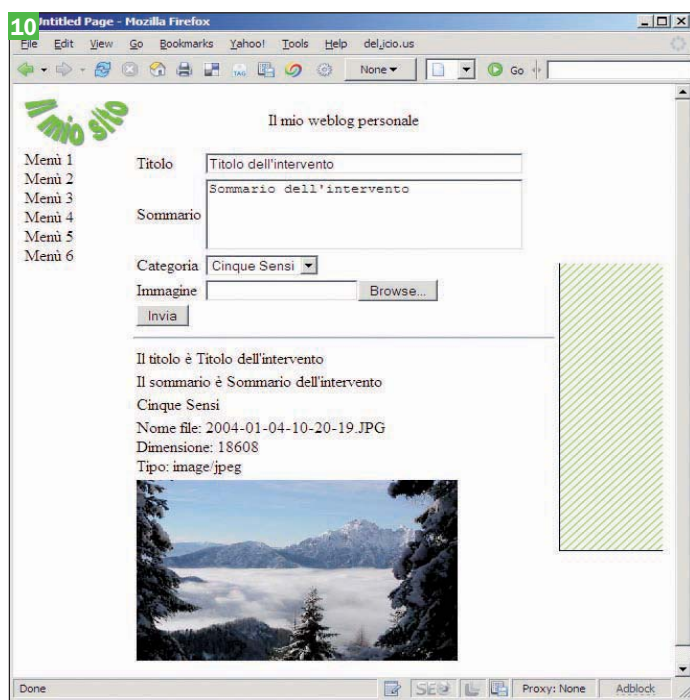 10
Untitled Page - Mozilla Firefox
File Edit View Go Bookmarks Yahoo! Tools Help del.icio.us
TAG None Go
Il mio sito
Il mio weblog personale
Menù 1
Menù 2
Menù 3
Menù 4
Menù 5
Menù 6
Titolo Titolo dell'intervento
Sommario Sommario dell'intervento
Categoria Cinque Sensi
Immagine Browse...
Invia
Il titolo è Titolo dell'intervento
Il sommario è Sommario dell'intervento
Cinque Sensi
Nome file: 2004-01-04-10-20-19.JPG
Dimensione: 18608
Tipo: image/jpeg
Done SEO Proxy: None Adblock